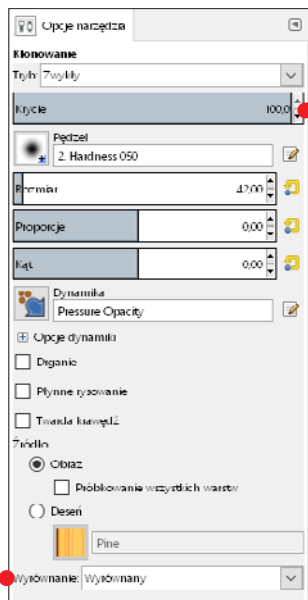 Opcje narzędzia
Klonowanie
Tryb: Zwykły
Krycie 100,0
Pędzel
2. Hardness 050
Rozmiar 42,00
Proporcje 0,00
Kąt 0,00
Dynamika
Pressure Opacity
Opcje dynamiki
Drganie
Płynne rysowanie
Twarda krawędź
Źródło
Obraz
Próbkowanie wszystkich warstw
Deseń
Pine
Wyrównanie: Wyrównany